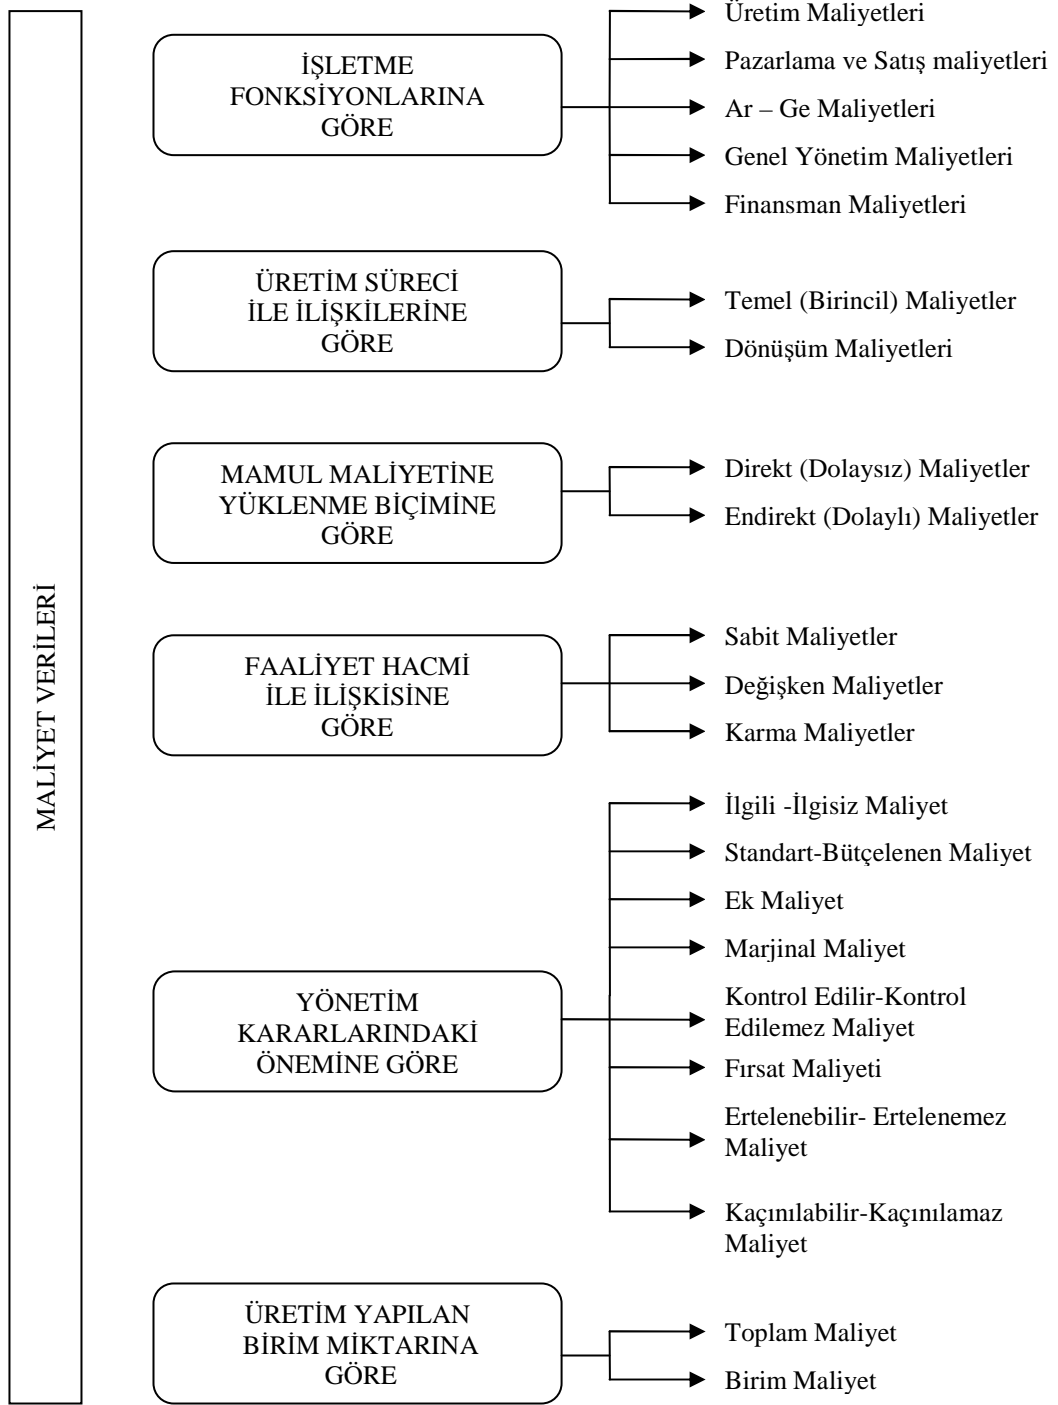 MALİYET VERİLERİ
İŞLETME
FONKSİYONLARINA
GÖRE
Üretim Maliyetleri
Pazarlama ve Satış maliyetleri
Ar – Ge Maliyetleri
Genel Yönetim Maliyetleri
Finansman Maliyetleri
ÜRETİM SÜRECİ
İLE İLİŞKİLERİNE
GÖRE
Temel (Birincil) Maliyetler
Dönüşüm Maliyetleri
MAMUL MALİYETİNE
YÜKLENME BİÇİMİNE
GÖRE
Direkt (Dolaysız) Maliyetler
Endirekt (Dolaylı) Maliyetler
FAALİYET HACMİ
İLE İLİŞKİSİNE
GÖRE
Sabit Maliyetler
Değişken Maliyetler
Karma Maliyetler
YÖNETİM
KARARLARINDAKİ
ÖNEMİNE GÖRE
İlgili -İlgisiz Maliyet
Standart-Bütçelenen Maliyet
Ek Maliyet
Marjinal Maliyet
Kontrol Edilir-Kontrol
Edilemez Maliyet
Fırsat Maliyeti
Ertelenebilir- Ertelenemez
Maliyet
Kaçınılabilir-Kaçınılamaz
Maliyet
ÜRETİM YAPILAN
BİRİM MİKTARINA
GÖRE
Toplam Maliyet
Birim Maliyet